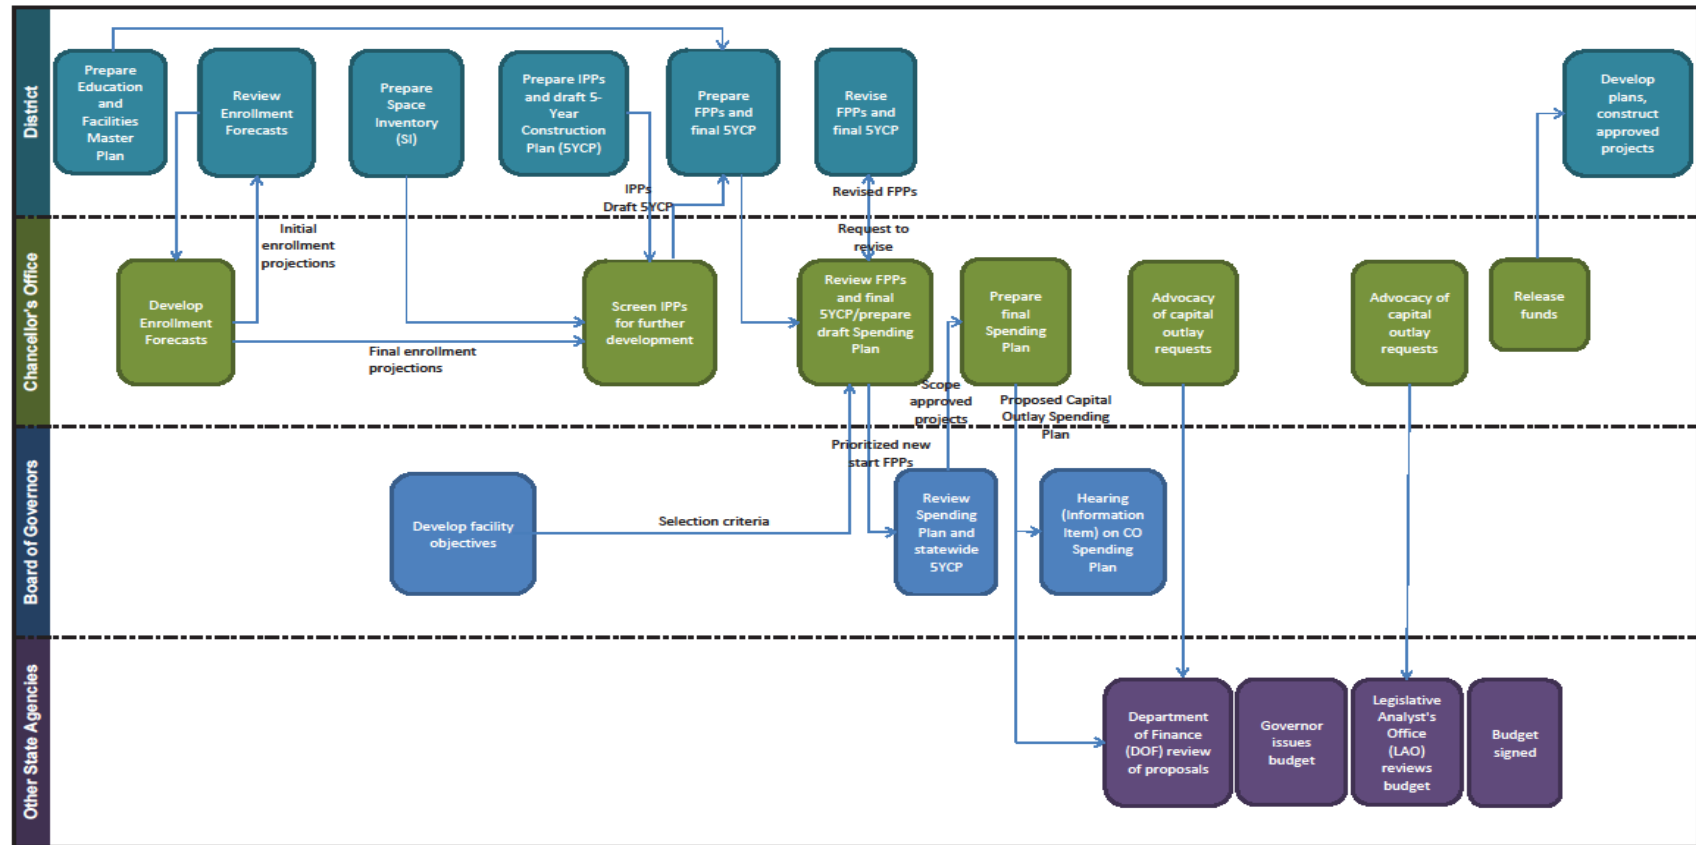 District
Prepare
Education
and
Facilities
Master
Plan
Review
Enrollment
Forecasts
Prepare
Space
Inventory
(SI)
Prepare IPPs
and draft 5-
Year
Construction
Plan (5YCP)
Prepare
FPPs and
final 5YCP
Revise
FPPs and
final 5YCP
Develop
plans,
construct
approved
projects
IPPs
Draft 5YCP
Revised FPPs
Chancellor's Office
Initial
enrollment
projections
Request to
revise
Develop
Enrollment
Forecasts
Final enrollment
projections
Screen IPPs
for further
development
Review FPPs
and final
5YCP/prepare
draft Spending
Plan
Prepare
final
Spending
Plan
Advocacy
of capital
outlay
requests
Advocacy of
capital
outlay
requests
Release
funds
Scope
approved
projects
Proposed Capital
Outlay Spending
Plan
Board of Governors
Prioritized new
start FPPs
Develop facility
objectives
Selection criteria
Review
Spending
Plan and
statewide
5YCP
Hearing
(Information
Item) on CO
Spending
Plan
Other State Agencies
Department
of Finance
(DOF) review
of proposals
Governor
issues
budget
Legislative
Analyst's
Office
(LAO)
reviews
budget
Budget
signed